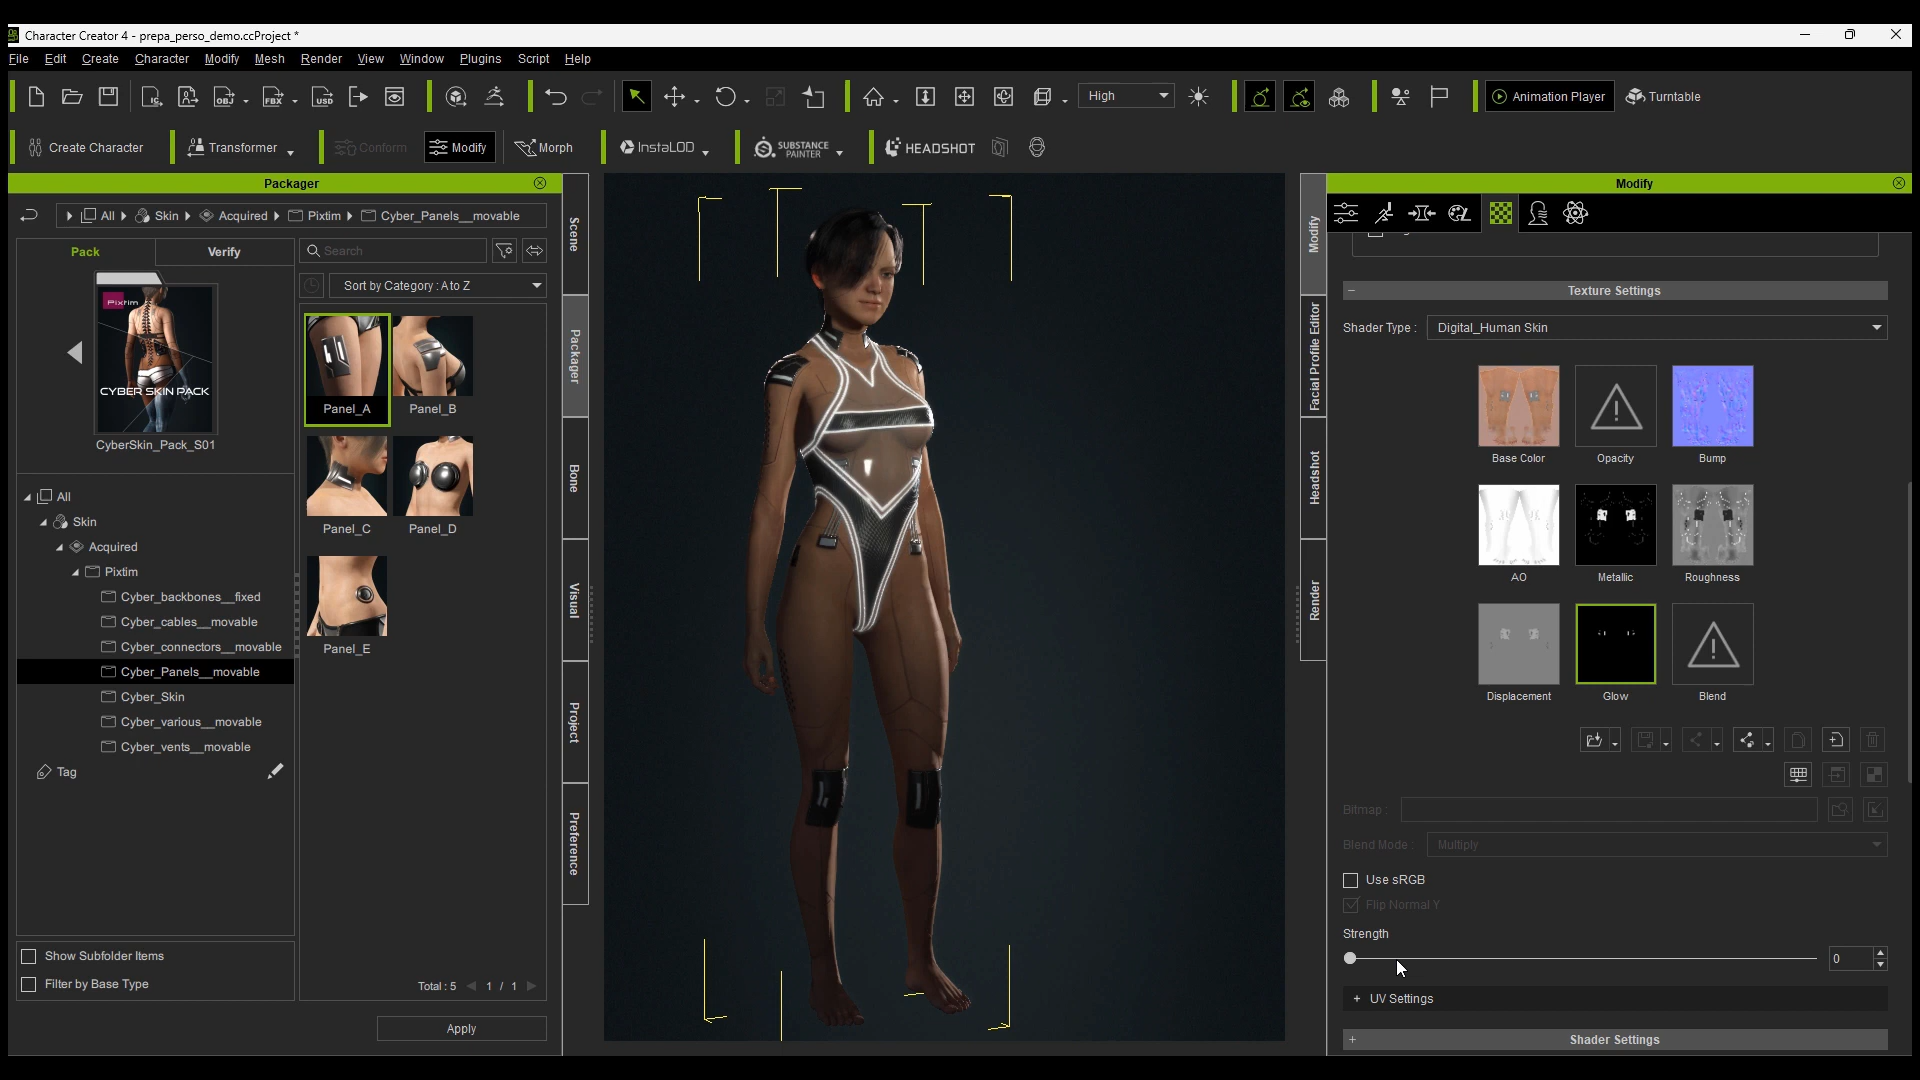 Character Creator 4 - prepa_perso_demo.ccProject *
File Edit Create Character Modify Mesh Render View Window Plugins Script Help
OBJ FBX USD High Animation Player Turntable
Create Character Transformer Conform Modify Morph InstaLOD SUBSTANCE PAINTER HEADSHOT
Packager
All Skin Acquired Pixtim Cyber_Panels__movable
Pack Verify
Search
Sort by Category : A to Z
Pixtim
CYBER SKIN PACK
CyberSkin_Pack_S01
Panel_A Panel_B
Panel_C Panel_D
Panel_E
All
Skin
Acquired
Pixtim
Cyber_backbones__fixed
Cyber_cables__movable
Cyber_connectors__movable
Cyber_Panels__movable
Cyber_Skin
Cyber_various__movable
Cyber_vents__movable
Tag
Show Subfolder Items
Filter by Base Type
Total : 5 1 / 1
Apply
Scene
Packager
Bone
Visual
Project
Preference
Modify
Facial Profile Editor
Headshot
Render
Modify
Texture Settings
Shader Type : Digital_Human Skin
Base Color Opacity Bump
AO Metallic Roughness
Displacement Glow Blend
Bitmap :
Blend Mode : Multiply
Use sRGB
Flip Normal Y
Strength
0
+ UV Settings
+ Shader Settings